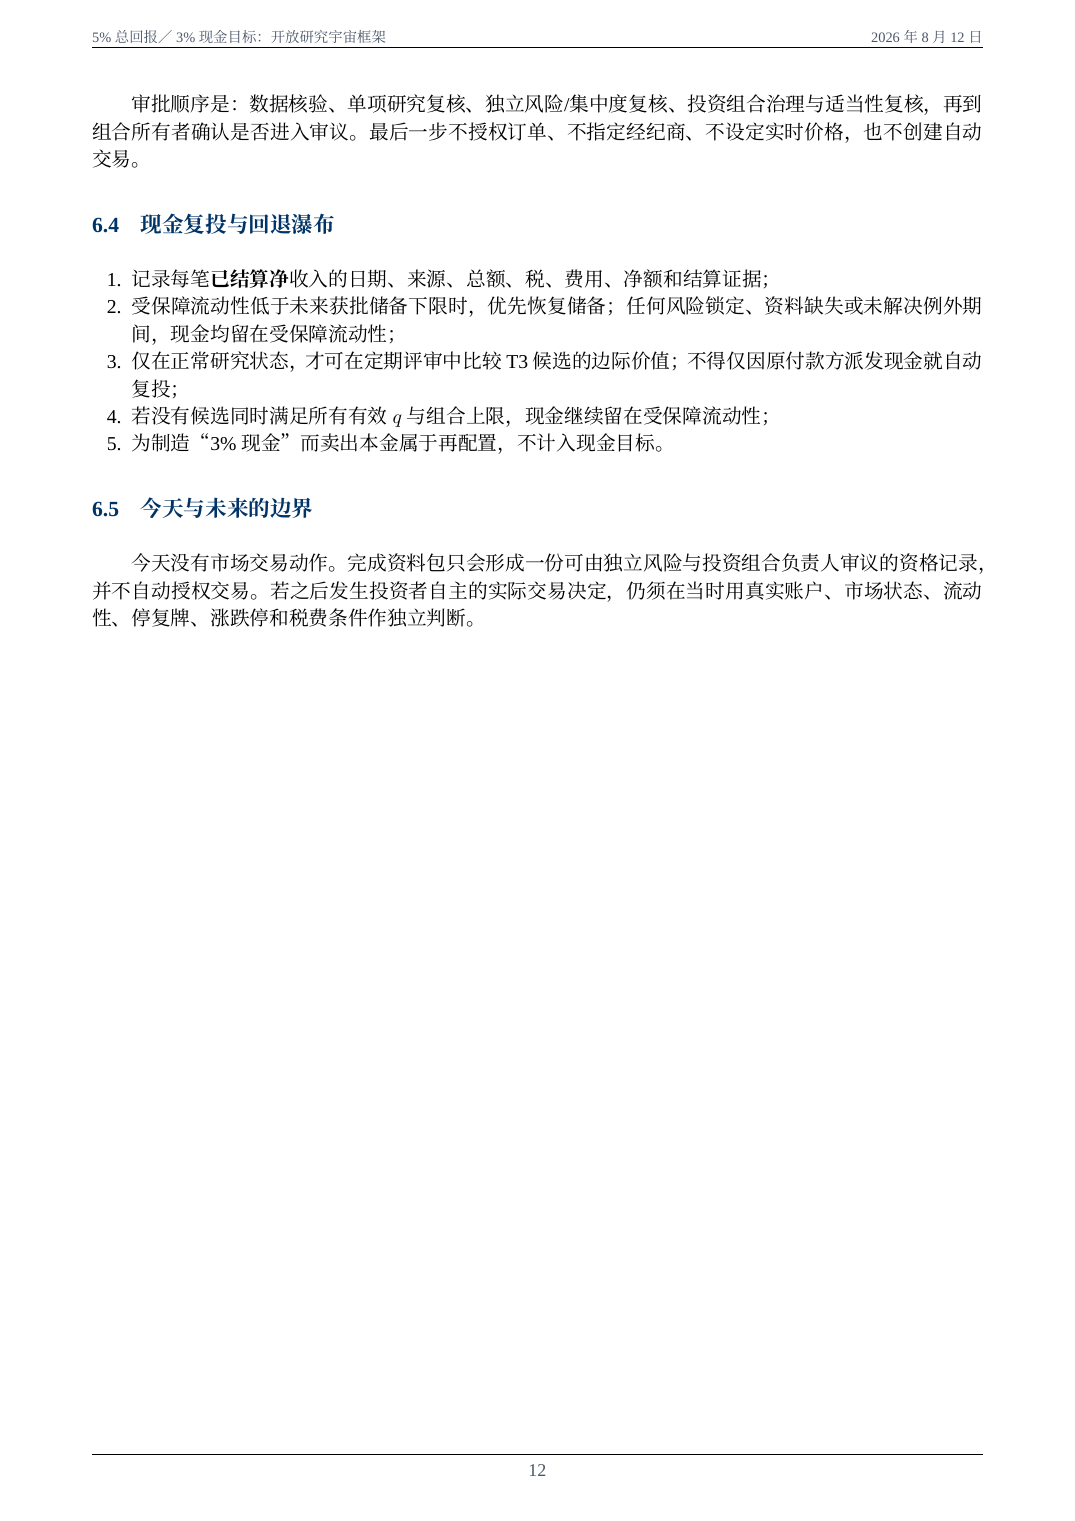 5% 总回报／ 3% 现金目标：开放研究宇宙框架
2026 年 8 月 12 日
审批顺序是：数据核验、单项研究复核、独立风险/集中度复核、投资组合治理与适当性复核，再到
组合所有者确认是否进入审议。最后一步不授权订单、不指定经纪商、不设定实时价格，也不创建自动
交易。
6.4 现金复投与回退瀑布
1. 记录每笔已结算净收入的日期、来源、总额、税、费用、净额和结算证据；
2. 受保障流动性低于未来获批储备下限时，优先恢复储备；任何风险锁定、资料缺失或未解决例外期
间，现金均留在受保障流动性；
3. 仅在正常研究状态，才可在定期评审中比较 T3 候选的边际价值；不得仅因原付款方派发现金就自动
复投；
4. 若没有候选同时满足所有有效 q 与组合上限，现金继续留在受保障流动性；
5. 为制造“3% 现金”而卖出本金属于再配置，不计入现金目标。
6.5 今天与未来的边界
今天没有市场交易动作。完成资料包只会形成一份可由独立风险与投资组合负责人审议的资格记录，
并不自动授权交易。若之后发生投资者自主的实际交易决定，仍须在当时用真实账户、市场状态、流动
性、停复牌、涨跌停和税费条件作独立判断。
12